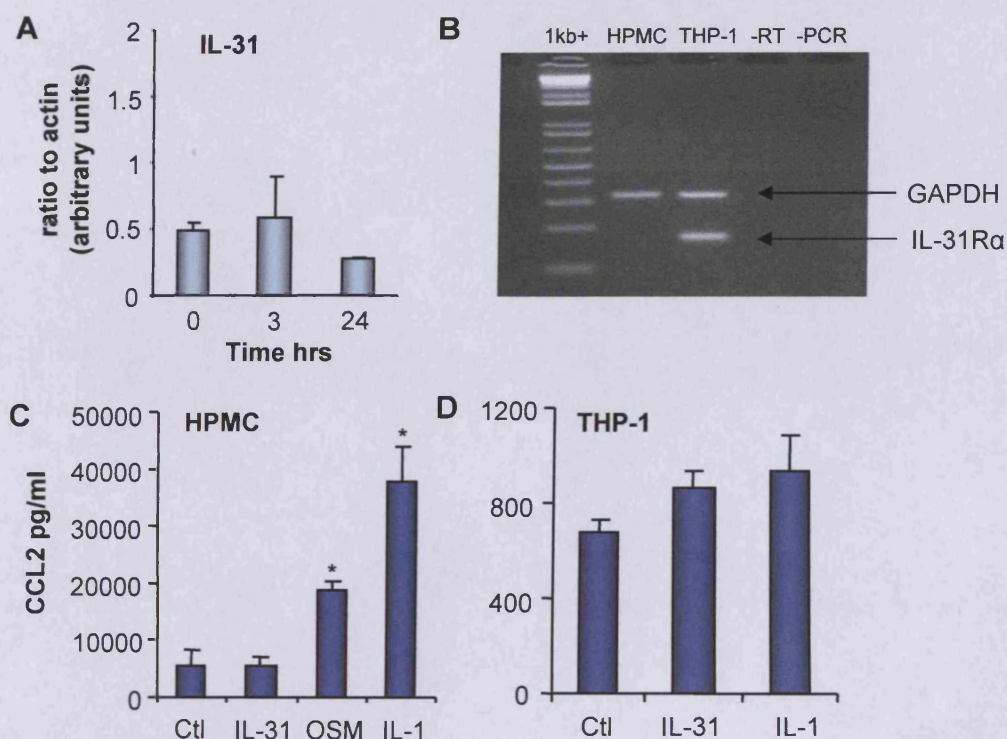 A
IL-31
ratio to actin
(arbitrary units)
2
1.5
1
0.5
0
0 3 24
Time hrs
B
1kb+ HPMC THP-1 -RT -PCR
GAPDH
IL-31Rα
C
HPMC
CCL2 pg/ml
50000
40000
30000
20000
10000
0
*
*
Ctl IL-31 OSM IL-1
D
THP-1
1200
800
400
0
Ctl IL-31 IL-1